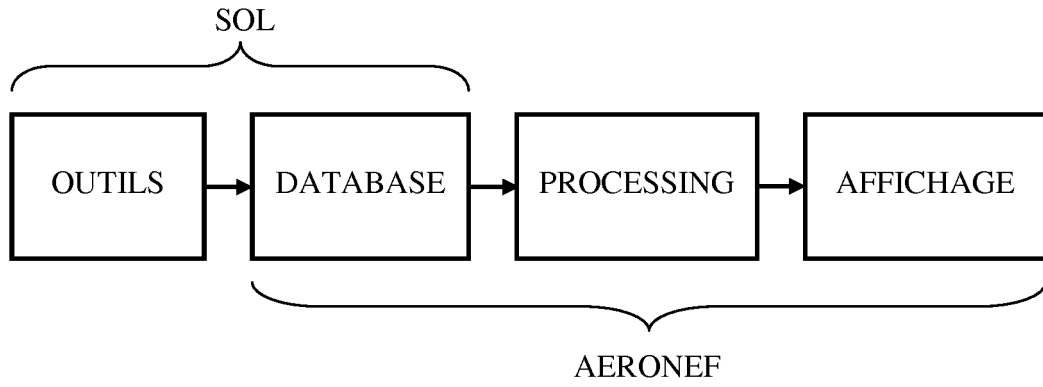 SOL
OUTILS
DATABASE
PROCESSING
AFFICHAGE
AERONEF